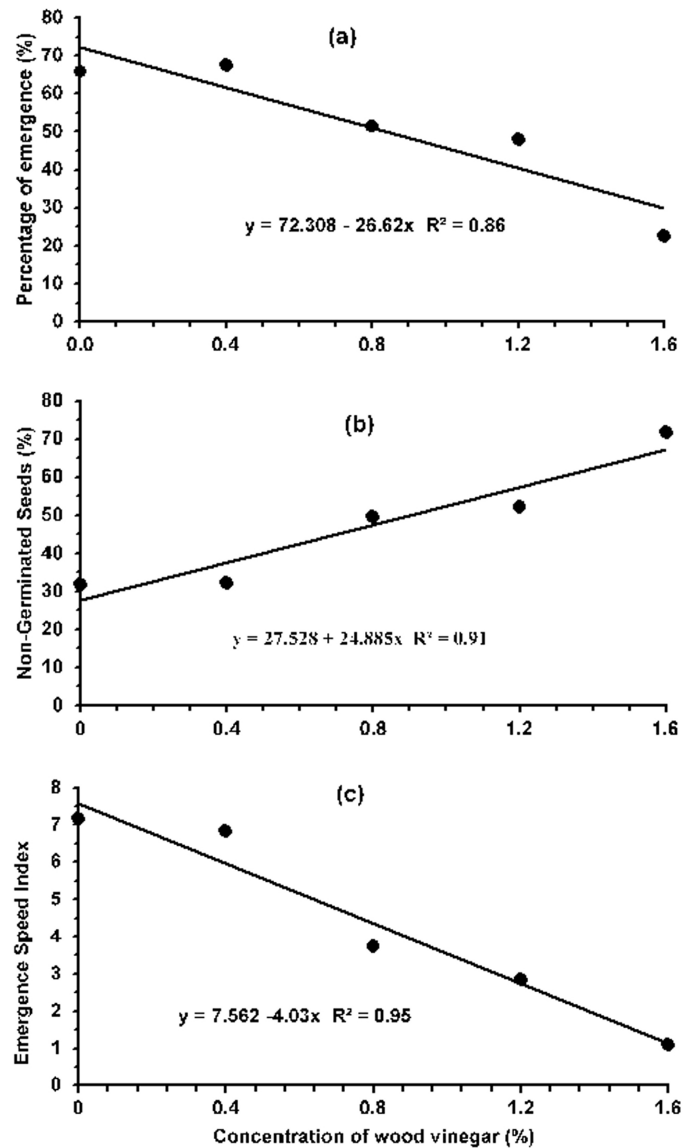 (a)
Percentage of emergence (%)
80
70
60
50
40
30
20
10
0
y = 72.308 - 26.62x R² = 0.86
0.0 0.4 0.8 1.2 1.6
(b)
Non-Germinated Seeds (%)
80
70
60
50
40
30
20
10
0
y = 27.528 + 24.885x R² = 0.91
0 0.4 0.8 1.2 1.6
(c)
Emergence Speed Index
8
7
6
5
4
3
2
1
0
y = 7.562 -4.03x R² = 0.95
0 0.4 0.8 1.2 1.6
Concentration of wood vinegar (%)